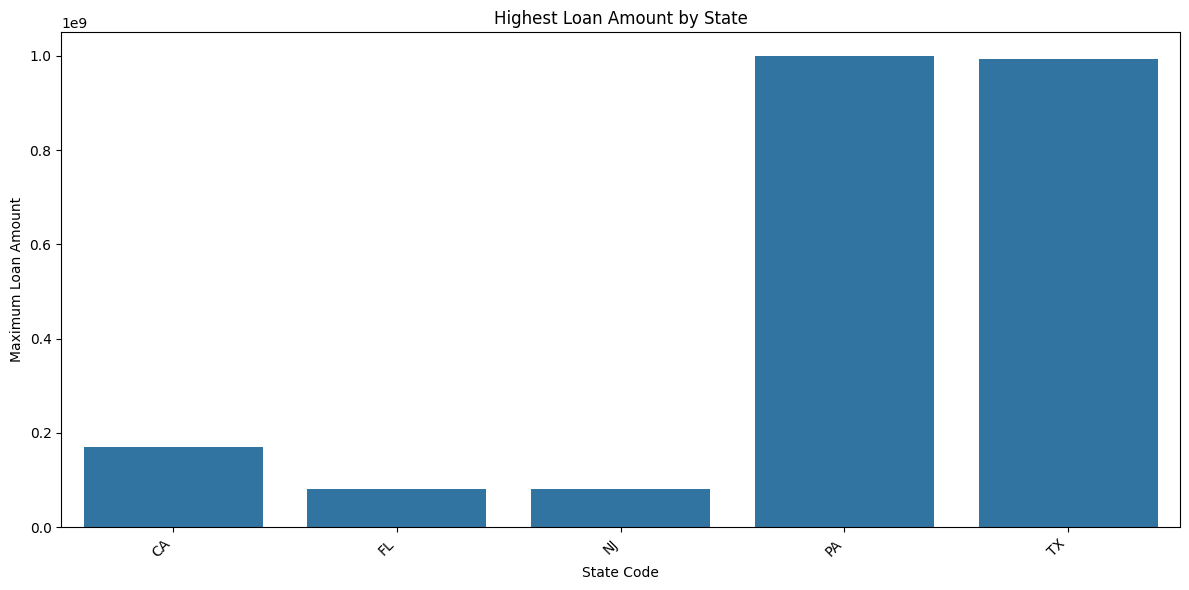 Highest Loan Amount by State
1e9
1.0
0.8
0.6
0.4
0.2
0.0
Maximum Loan Amount
CA
FL
NJ
PA
TX
State Code